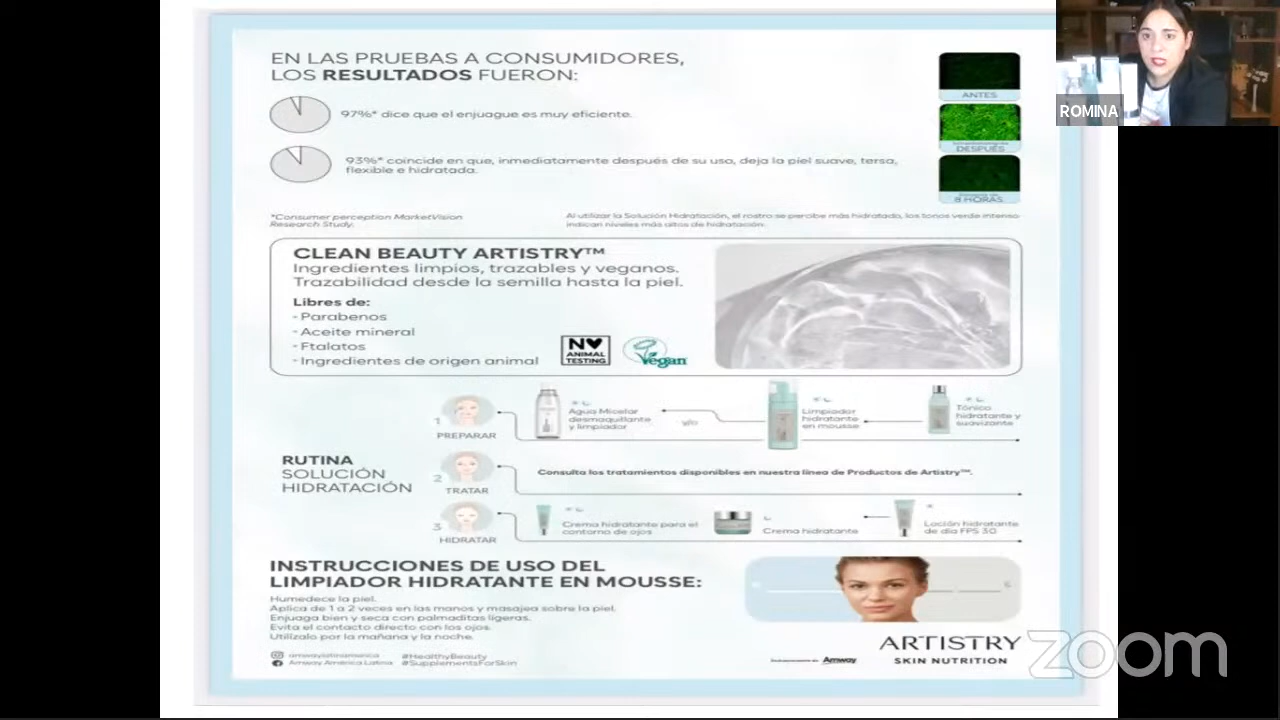 EN LAS PRUEBAS A CONSUMIDORES,
LOS RESULTADOS FUERON:
97%* dice que el enjuague es muy eficiente.
93%* coincide en que, inmediatamente después de su uso, deja la piel suave, tersa,
flexible e hidratada.
ANTES
DESPUÉS
8 HORAS
ROMINA
*Consumer perception MarketVision
Research Study.
Al utilizar la Solución Hidratación, el rostro se percibe más hidratado, los tonos verde intenso
indican niveles más altos de hidratación.
CLEAN BEAUTY ARTISTRY™
Ingredientes limpios, trazables y veganos.
Trazabilidad desde la semilla hasta la piel.
Libres de:
- Parabenos
- Aceite mineral
- Ftalatos
- Ingredientes de origen animal
NO
ANIMAL
TESTING
Vegan
RUTINA
SOLUCIÓN
HIDRATACIÓN
1
PREPARAR
Agua Micelar
desmaquillante
y limpiador
y/o
Limpiador
hidratante
en mousse
Tónico
hidratante y
suavizante
2
TRATAR
Consulta los tratamientos disponibles en nuestra línea de Productos de Artistry™.
3
HIDRATAR
Crema hidratante para el
contorno de ojos
Crema hidratante
Loción hidratante
de día FPS 30
INSTRUCCIONES DE USO DEL
LIMPIADOR HIDRATANTE EN MOUSSE:
Humedece la piel.
Aplica de 1 a 2 veces en las manos y masajea sobre la piel.
Enjuaga bien y seca con palmaditas ligeras.
Evita el contacto directo con los ojos.
Utilízalo por la mañana y la noche.
amwaylatinamerica
#HealthyBeauty
Amway América Latina
#SupplementsForSkin
Amway
ARTISTRY
SKIN NUTRITION
zoom